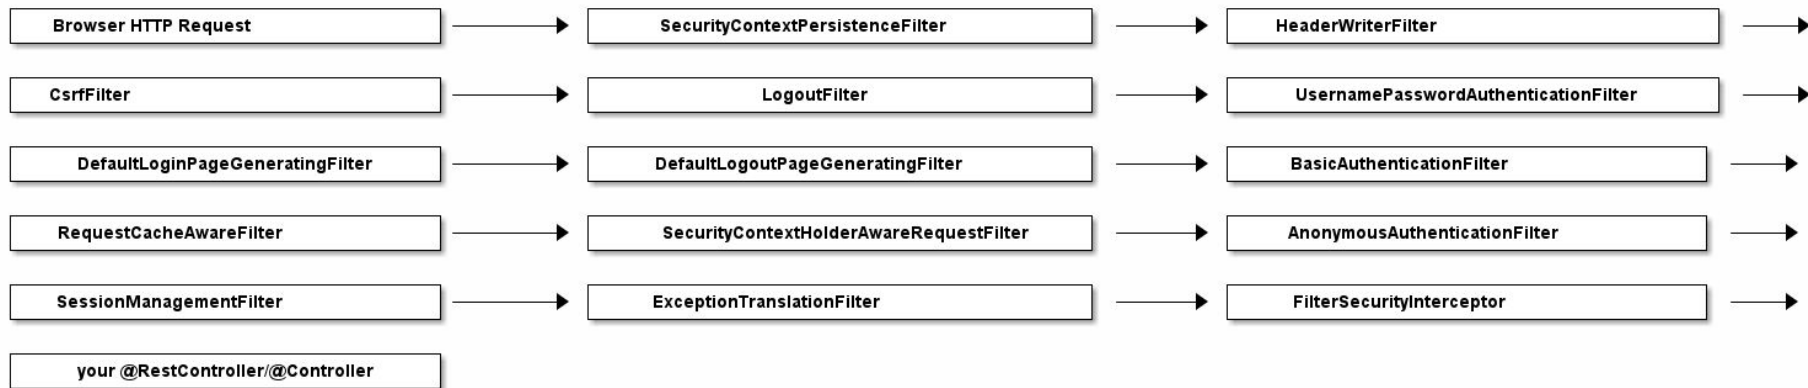 Browser HTTP Request
SecurityContextPersistenceFilter
HeaderWriterFilter
CsrfFilter
LogoutFilter
UsernamePasswordAuthenticationFilter
DefaultLoginPageGeneratingFilter
DefaultLogoutPageGeneratingFilter
BasicAuthenticationFilter
RequestCacheAwareFilter
SecurityContextHolderAwareRequestFilter
AnonymousAuthenticationFilter
SessionManagementFilter
ExceptionTranslationFilter
FilterSecurityInterceptor
your @RestController/@Controller